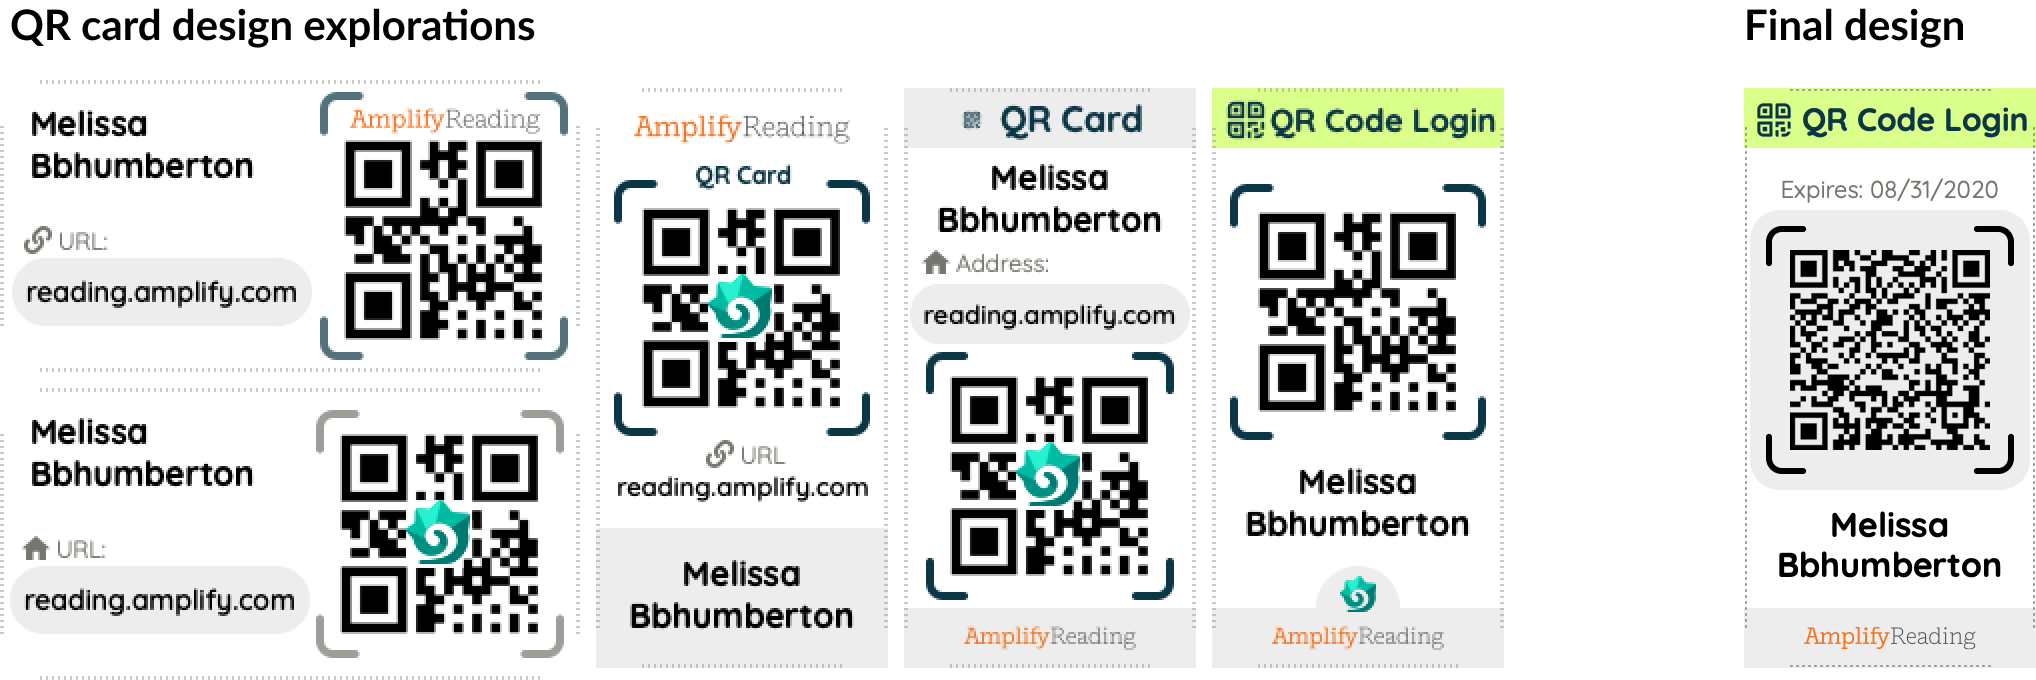 QR card design explorations
Final design
Melissa
Bbhumberton
URL:
reading.amplify.com
AmplifyReading
Melissa
Bbhumberton
URL:
reading.amplify.com
AmplifyReading
QR Card
URL
reading.amplify.com
Melissa
Bbhumberton
QR Card
Melissa
Bbhumberton
Address:
reading.amplify.com
AmplifyReading
QR Code Login
Melissa
Bbhumberton
AmplifyReading
QR Code Login
Expires: 08/31/2020
Melissa
Bbhumberton
AmplifyReading